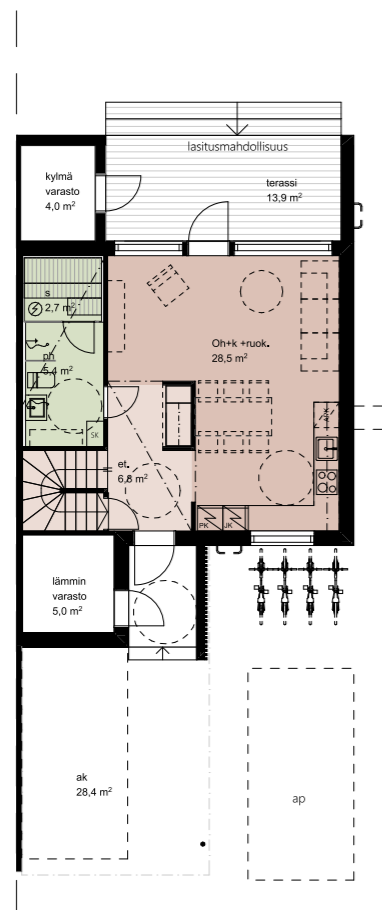 lasitusmahdollisuus
kylmä
varasto
4,0 m²
terassi
13,9 m²
s
2,7 m²
Oh+k +ruok.
28,5 m²
ph
5,4 m²
APK
SK
et.
6,8 m²
PK
JK
lämmin
varasto
5,0 m²
ak
28,4 m²
ap